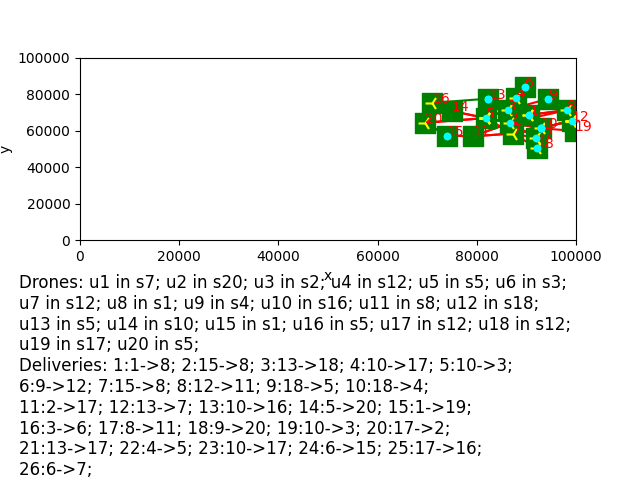 100000
80000
60000
40000
20000
0
y
0 20000 40000 60000 80000 100000
x
Drones: u1 in s7; u2 in s20; u3 in s2; u4 in s12; u5 in s5; u6 in s3;
u7 in s12; u8 in s1; u9 in s4; u10 in s16; u11 in s8; u12 in s18;
u13 in s5; u14 in s10; u15 in s1; u16 in s5; u17 in s12; u18 in s12;
u19 in s17; u20 in s5;
Deliveries: 1:1->8; 2:15->8; 3:13->18; 4:10->17; 5:10->3;
6:9->12; 7:15->8; 8:12->11; 9:18->5; 10:18->4;
11:2->17; 12:13->7; 13:10->16; 14:5->20; 15:1->19;
16:3->6; 17:8->11; 18:9->20; 19:10->3; 20:17->2;
21:13->17; 22:4->5; 23:10->17; 24:6->15; 25:17->16;
26:6->7;